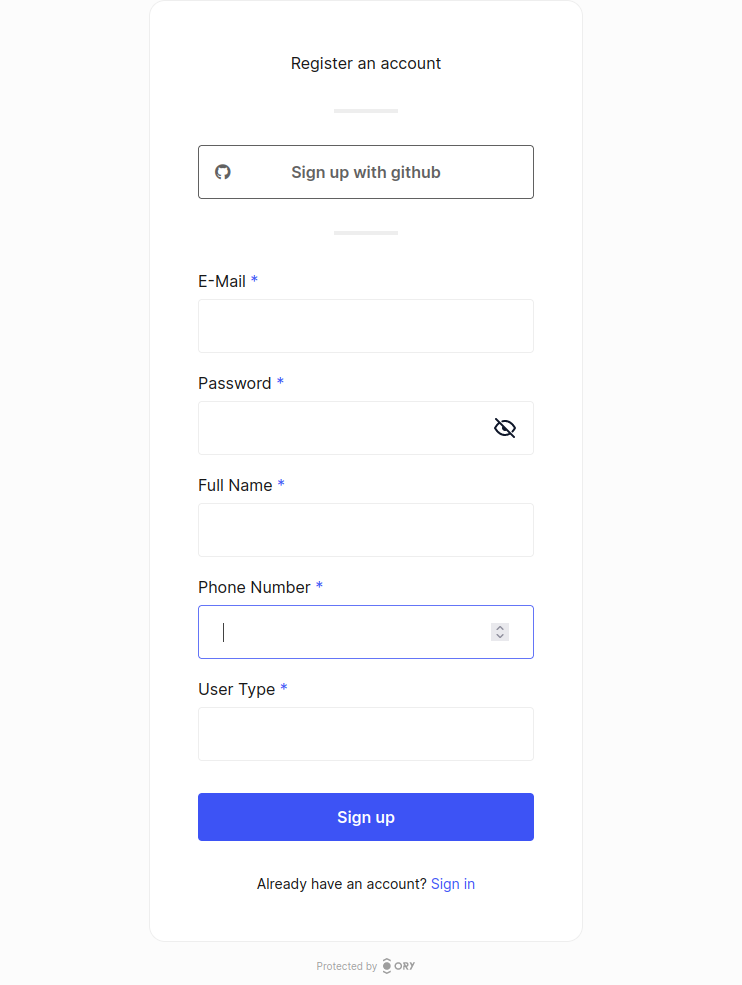 Register an account
Sign up with github
E-Mail *
Password *
Full Name *
Phone Number *
User Type *
Sign up
Already have an account? Sign in
Protected by ORY